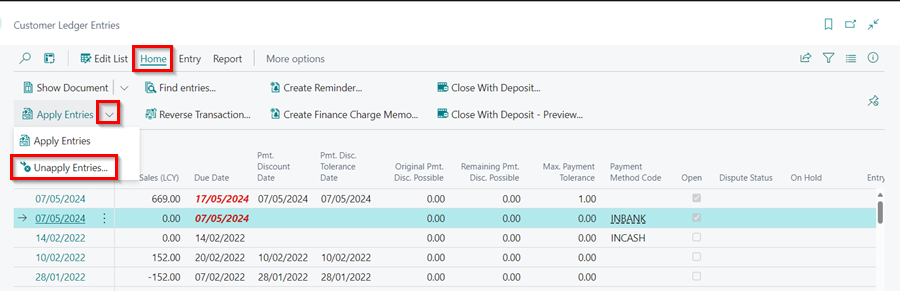 Customer Ledger Entries
Edit List Home Entry Report More options
Show Document Find entries... Create Reminder... Close With Deposit...
Apply Entries Reverse Transaction... Create Finance Charge Memo... Close With Deposit - Preview...
Apply Entries
Unapply Entries...
Sales (LCY) Due Date Pmt. Discount Date Pmt. Disc. Tolerance Date Original Pmt. Disc. Possible Remaining Pmt. Disc. Possible Max. Payment Tolerance Payment Method Code Open Dispute Status On Hold Entry
07/05/2024 669.00 17/05/2024 07/05/2024 07/05/2024 0.00 0.00 1.00
07/05/2024 0.00 07/05/2024 0.00 0.00 0.00 INBANK
14/02/2022 0.00 14/02/2022 0.00 0.00 0.00 INCASH
10/02/2022 152.00 20/02/2022 10/02/2022 10/02/2022 0.00 0.00 0.00
28/01/2022 -152.00 07/02/2022 28/01/2022 28/01/2022 0.00 0.00 0.00